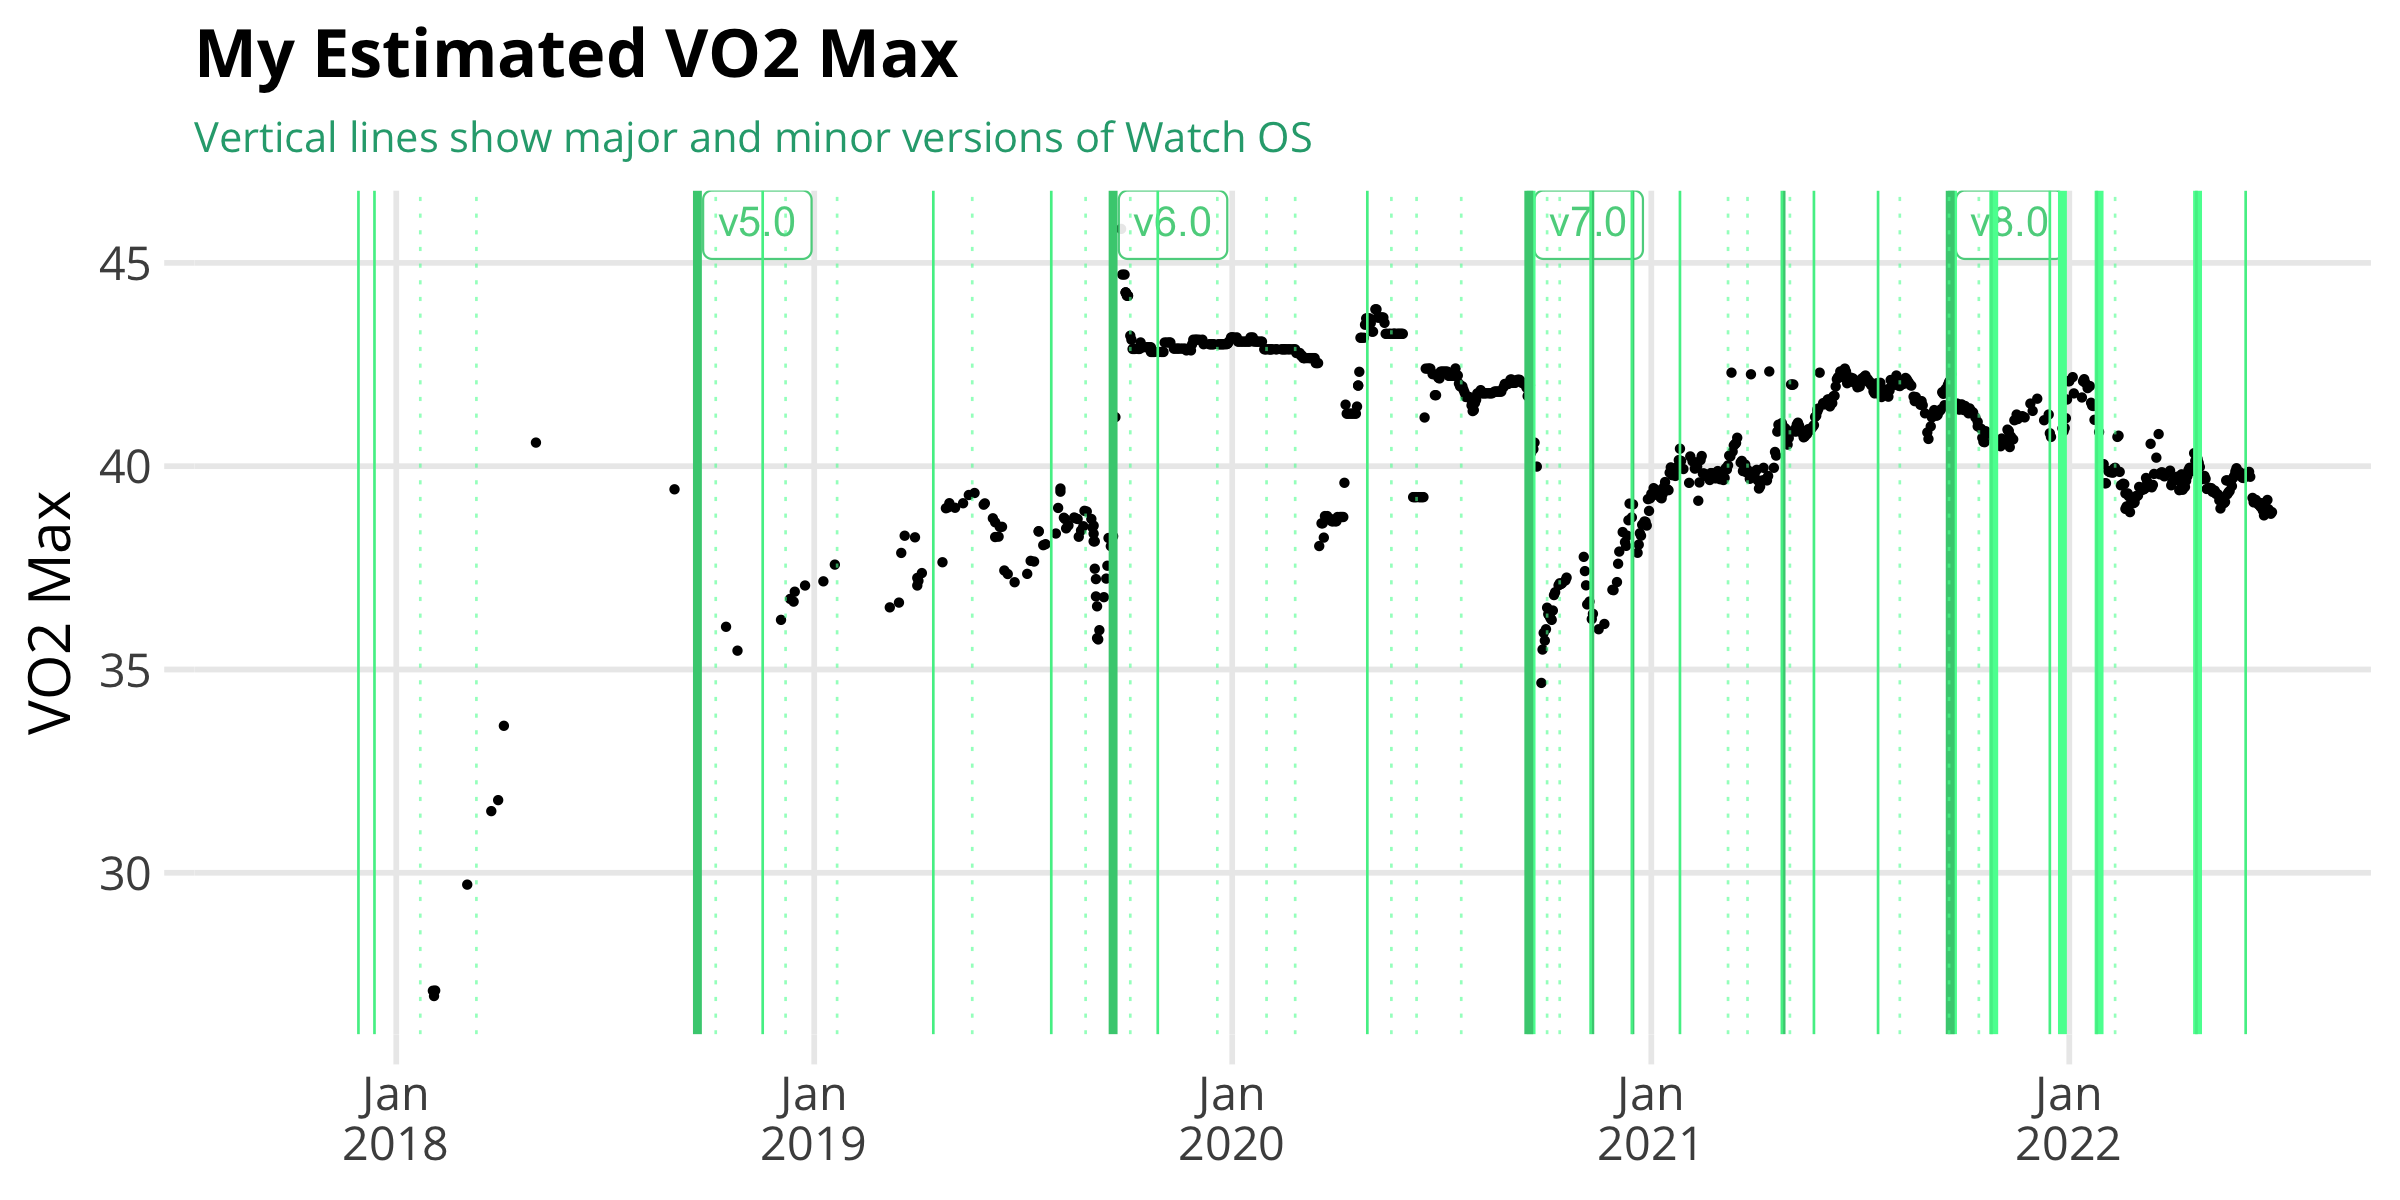 My Estimated VO2 Max
Vertical lines show major and minor versions of Watch OS
v5.0 v6.0 v7.0 v8.0
45
40
35
30
VO2 Max
Jan Jan Jan Jan Jan
2018 2019 2020 2021 2022